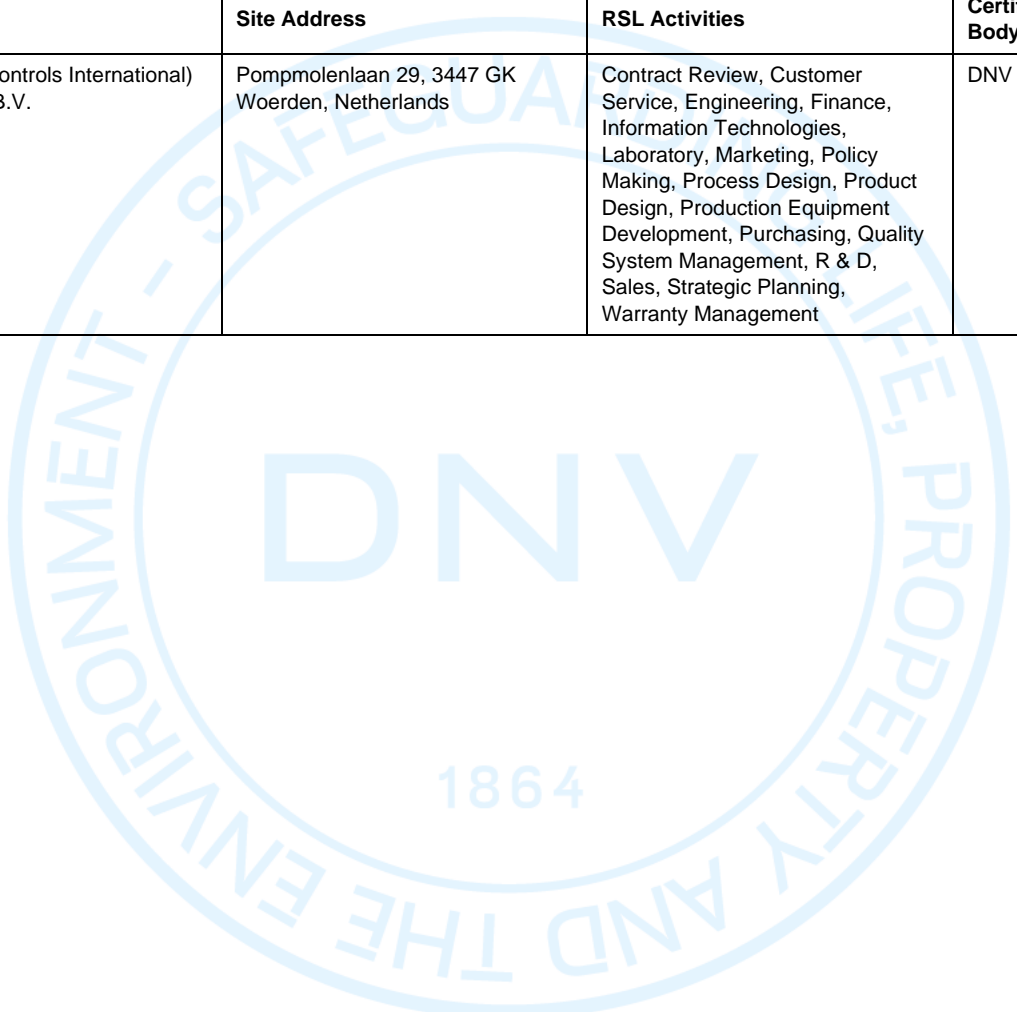 Site Address
RSL Activities
Body
ontrols International)
B.V.
Pompmolenlaan 29, 3447 GK
Woerden, Netherlands
Contract Review, Customer
Service, Engineering, Finance,
Information Technologies,
Laboratory, Marketing, Policy
Making, Process Design, Product
Design, Production Equipment
Development, Purchasing, Quality
System Management, R & D,
Sales, Strategic Planning,
Warranty Management
DNV
SAFEGUARDING LIFE, PROPERTY AND THE ENVIRONMENT -
DNV
1864